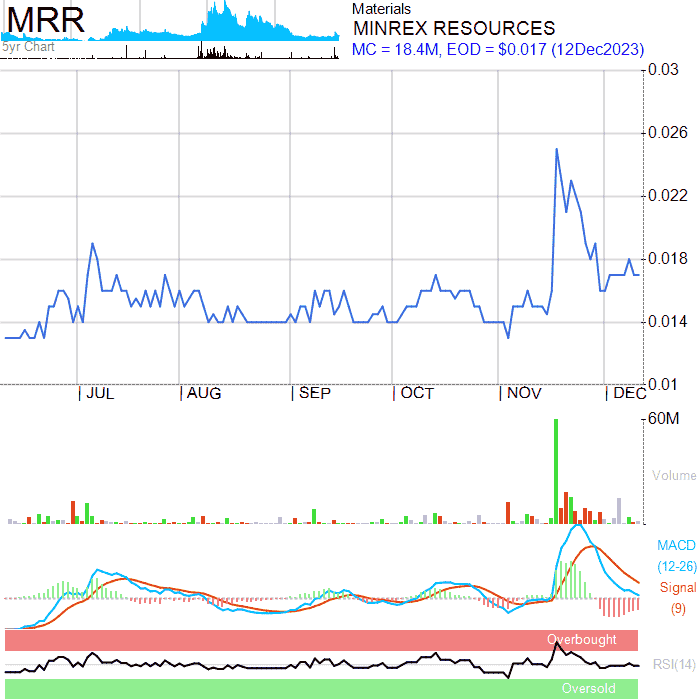 MRR
5yr Chart
Materials
MINREX RESOURCES
MC = 18.4M, EOD = $0.017 (12Dec2023)
0.03
0.026
0.022
0.018
0.014
0.01
JUL AUG SEP OCT NOV DEC
60M
Volume
MACD
(12-26)
Signal
(9)
Overbought
RSI(14)
Oversold